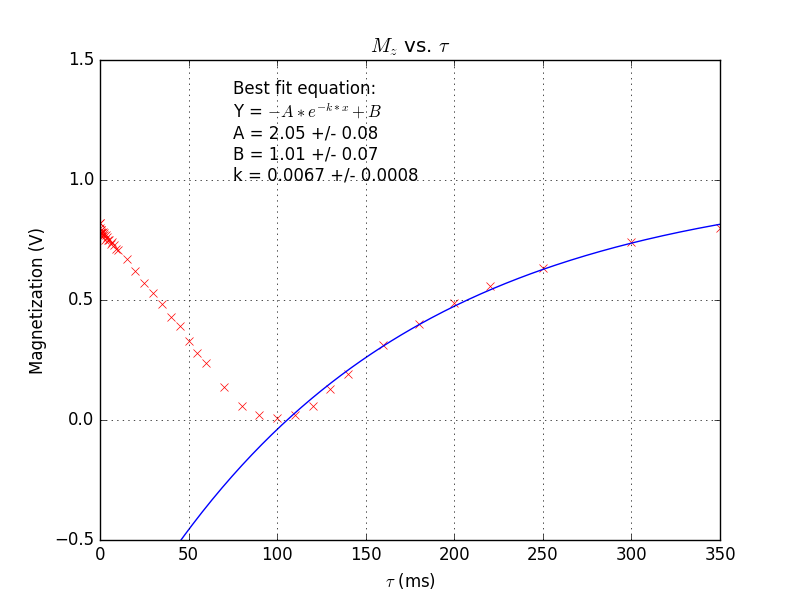 M_z vs. τ
Best fit equation:
Y = −A∗e^{−k∗x}+B
A = 2.05 +/- 0.08
B = 1.01 +/- 0.07
k = 0.0067 +/- 0.0008
Magnetization (V)
1.5
1.0
0.5
0.0
−0.5
0 50 100 150 200 250 300 350
τ (ms)